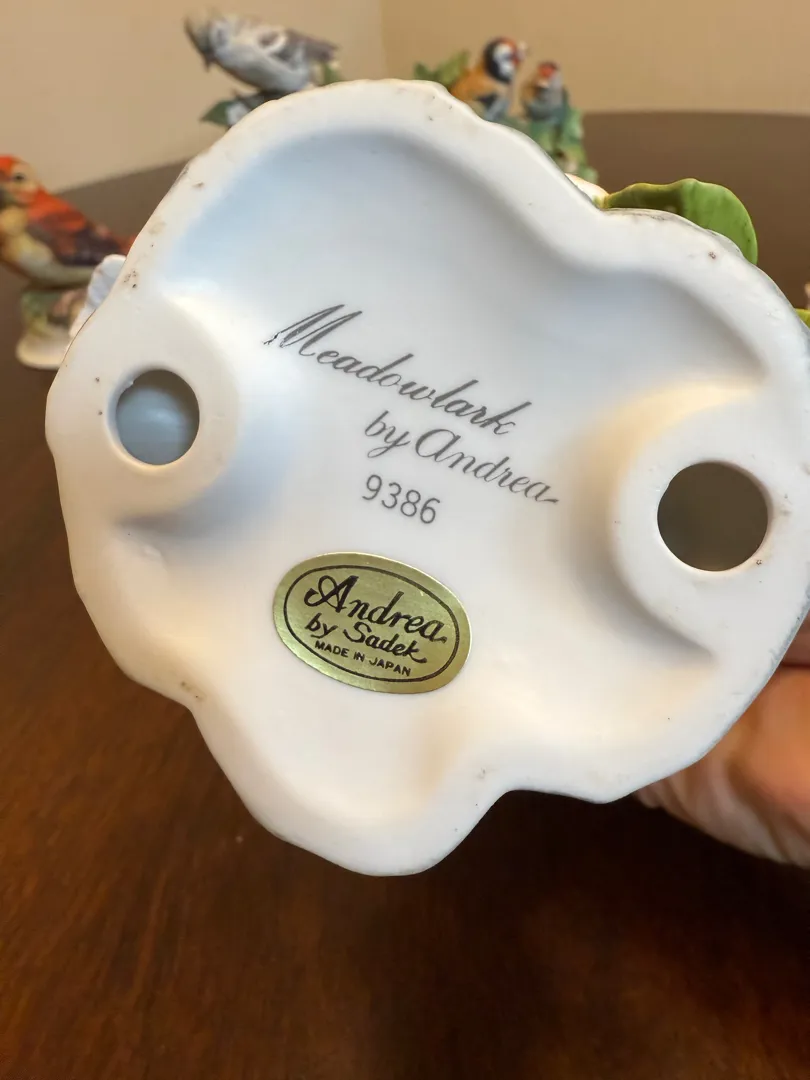 Meadowlark
by Andrea
9386
Andrea
by Sadek
MADE IN JAPAN